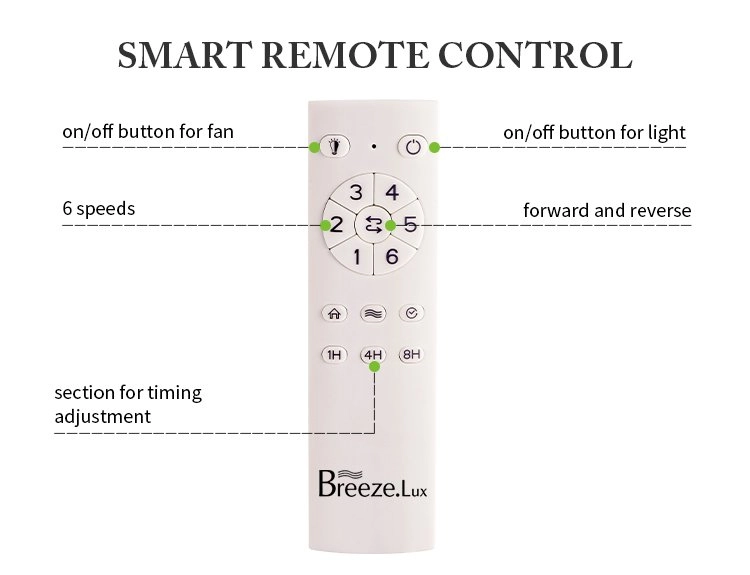 SMART REMOTE CONTROL
on/off button for fan
on/off button for light
6 speeds
forward and reverse
3 4
2 5
1 6
1H 4H 8H
section for timing
adjustment
Breeze.Lux